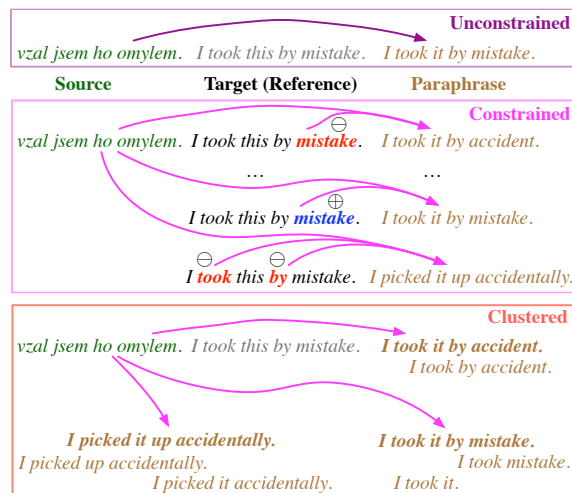 Unconstrained
vzal jsem ho omylem. I took this by mistake. I took it by mistake.
Source Target (Reference) Paraphrase
Constrained
vzal jsem ho omylem. I took this by mistake. I took it by accident.
... ...
I took this by mistake. I took it by mistake.
I took this by mistake. I picked it up accidentally.
Clustered
vzal jsem ho omylem. I took this by mistake. I took it by accident.
I took by accident.
I picked it up accidentally. I took it by mistake.
I picked up accidentally. I took mistake.
I picked it accidentally. I took it.